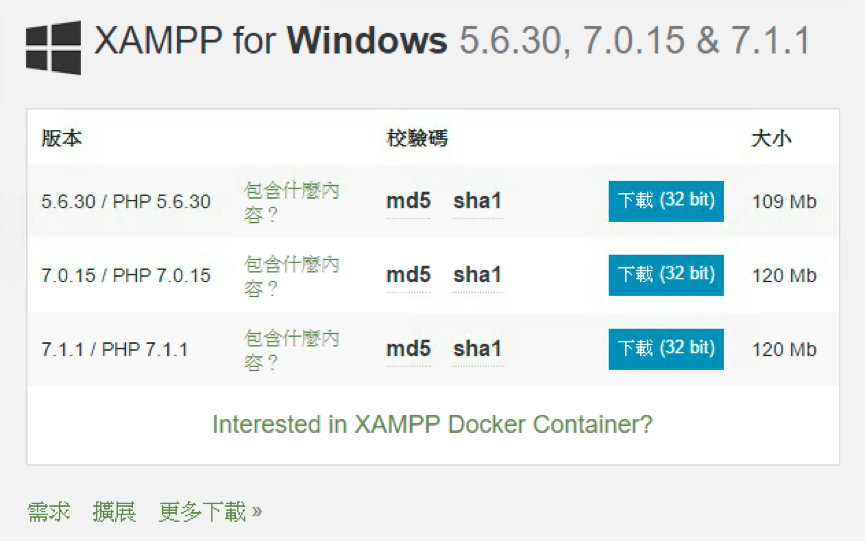 XAMPP for Windows 5.6.30, 7.0.15 & 7.1.1
版本 校驗碼 大小
5.6.30 / PHP 5.6.30 包含什麼內容？ md5 sha1 下載 (32 bit) 109 Mb
7.0.15 / PHP 7.0.15 包含什麼內容？ md5 sha1 下載 (32 bit) 120 Mb
7.1.1 / PHP 7.1.1 包含什麼內容？ md5 sha1 下載 (32 bit) 120 Mb
Interested in XAMPP Docker Container?
需求 擴展 更多下載 »